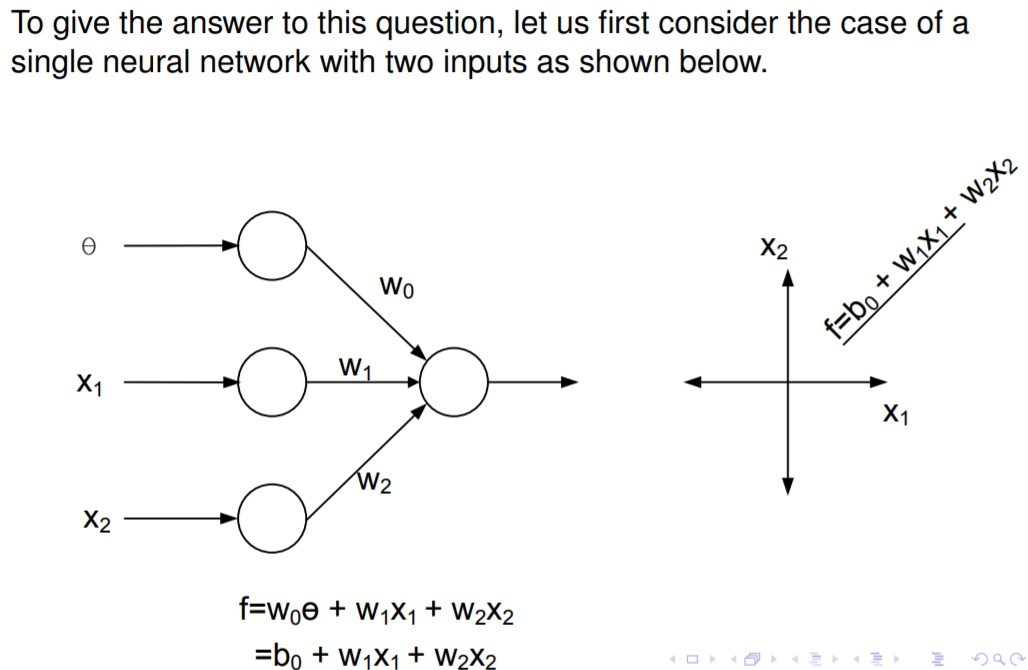 To give the answer to this question, let us first consider the case of a
single neural network with two inputs as shown below.
θ
w₀
x₁
w₁
x₂
w₂
x₂
f=b₀ + w₁x₁ + w₂x₂
x₁
f=w₀θ + w₁x₁ + w₂x₂
=b₀ + w₁x₁ + w₂x₂